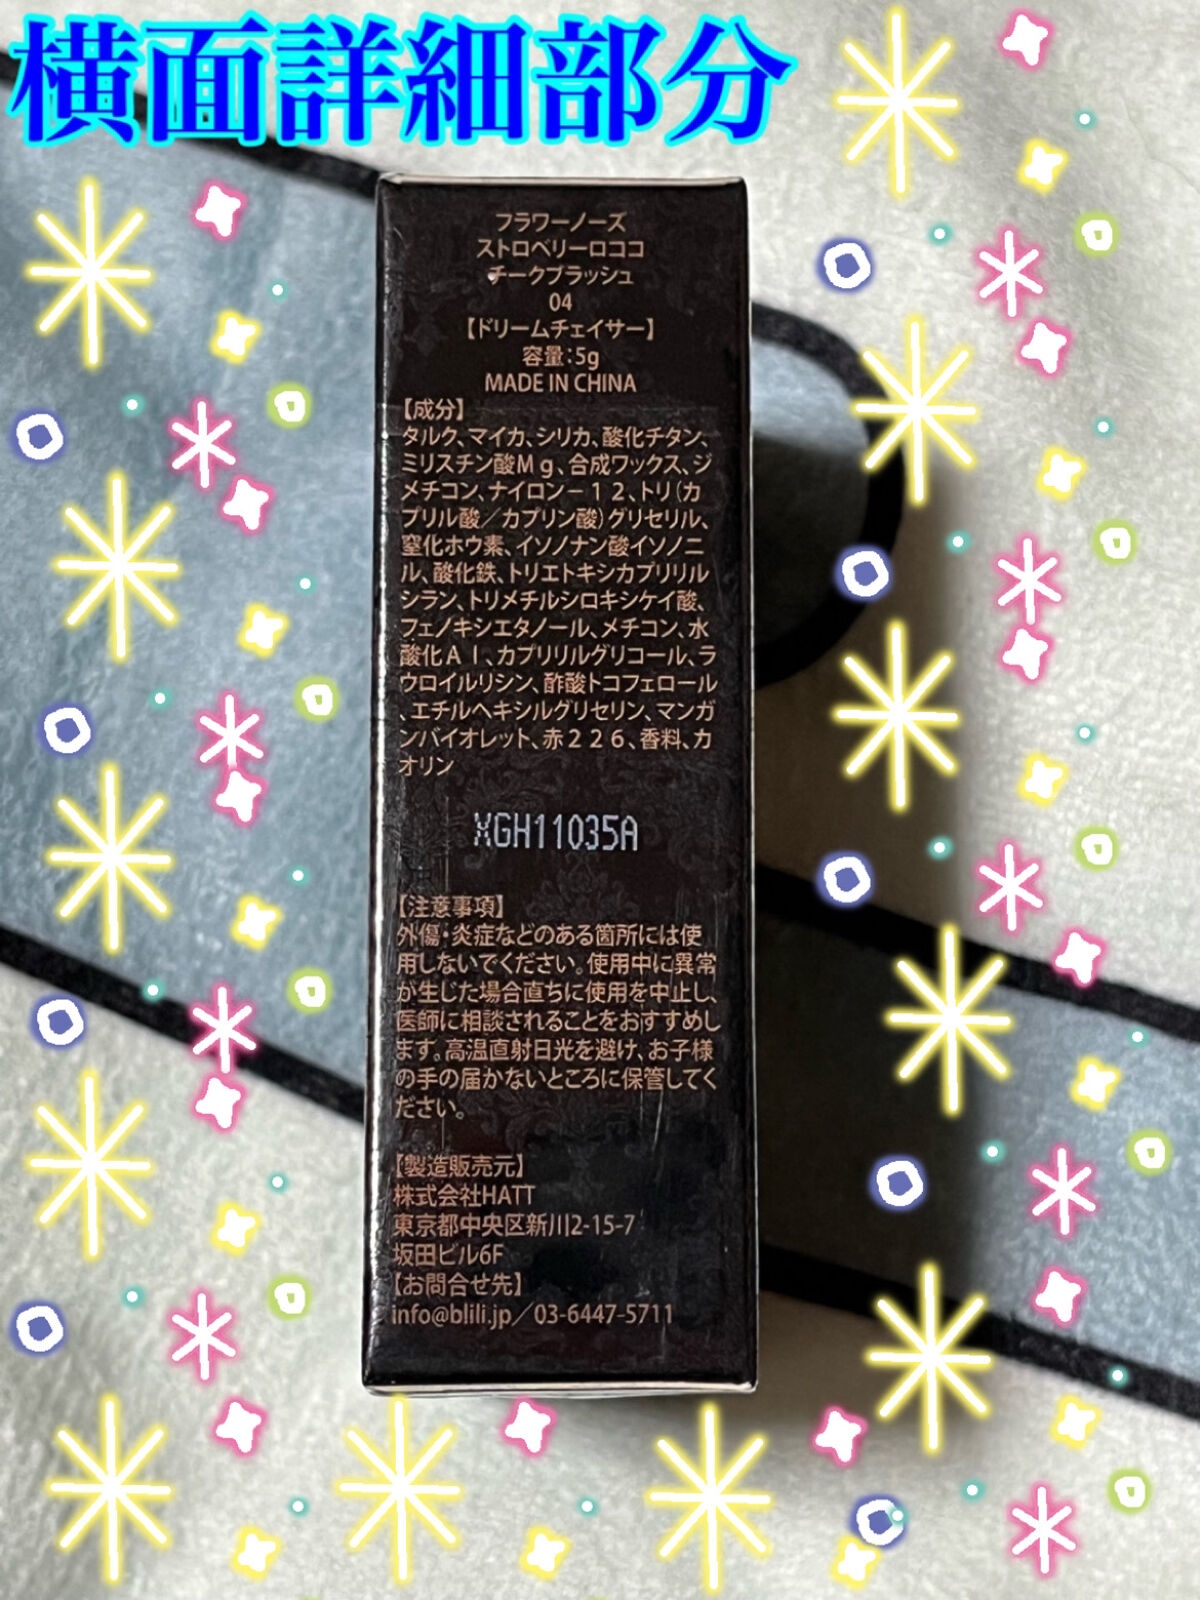 横面詳細部分
フラワーノーズ
ストロベリーロココ
チークブラッシュ
04
【ドリームチェイサー】
容量:5g
MADE IN CHINA
【成分】
タルク、マイカ、シリカ、酸化チタン、
ミリスチン酸Ｍｇ、合成ワックス、ジ
メチコン、ナイロン－１２、トリ(カ
プリル酸／カプリン酸)グリセリル、
窒化ホウ素、イソノナン酸イソノニ
ル、酸化鉄、トリエトキシカプリリル
シラン、トリメチルシロキシケイ酸、
フェノキシエタノール、メチコン、水
酸化Ａｌ、カプリリルグリコール、ラ
ウロイルリシン、酢酸トコフェロール
、エチルヘキシルグリセリン、マンガ
ンバイオレット、赤２２６、香料、カ
オリン
XGH11035A
【注意事項】
外傷・炎症などのある箇所には使
用しないでください。使用中に異常
が生じた場合直ちに使用を中止し、
医師に相談されることをおすすめし
ます。高温直射日光を避け、お子様
の手の届かないところに保管してく
ださい。
【製造販売元】
株式会社HATT
東京都中央区新川2-15-7
坂田ビル6F
【お問合せ先】
info@blili.jp／03-6447-5711